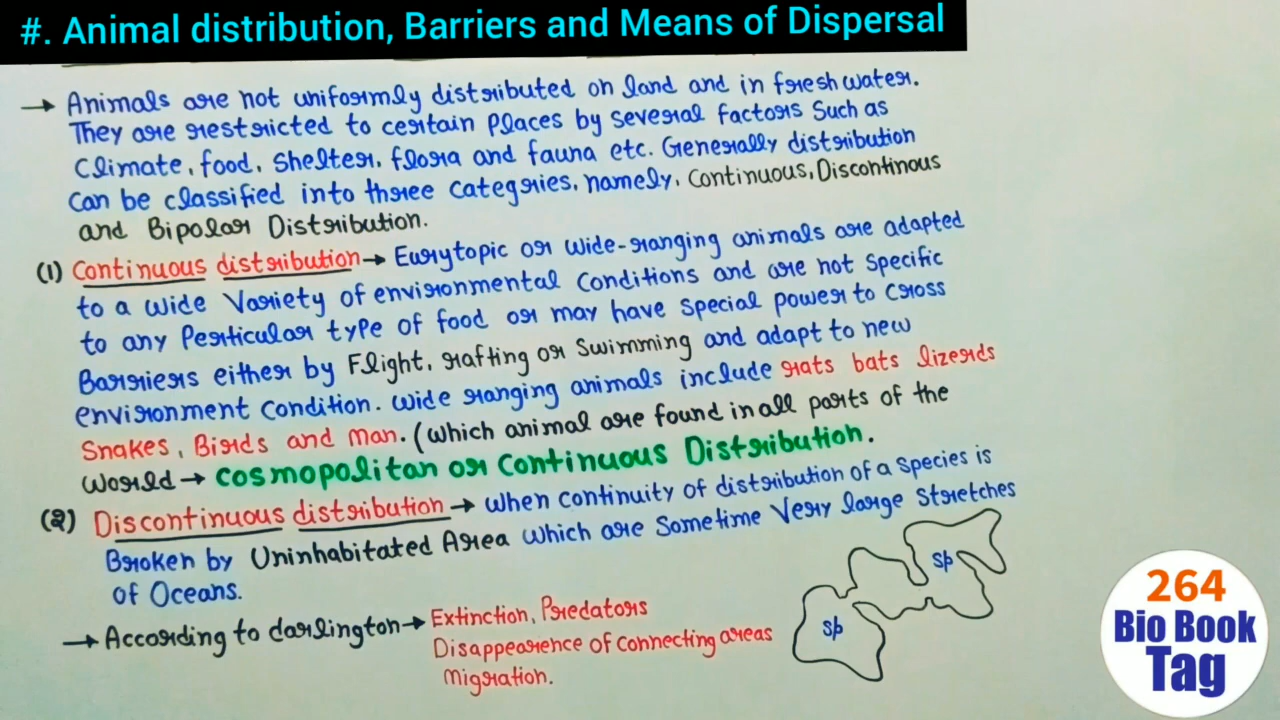 #. Animal distribution, Barriers and Means of Dispersal
→ Animals are not uniformly distributed on land and in fresh water.
They are restricted to certain Places by several factors Such as
Climate, food, Shelter, flora and fauna etc. Generally distribution
Can be classified into three categries, namely, Continuous, Discontinous
and Bipolar Distribution.
(1) Continuous distribution → Eurytopic or wide-ranging animals are adapted
to a wide Variety of environmental Conditions and are not specific
to any Perticular type of food or may have special power to cross
Barriers either by Flight, rafting or Swimming and adapt to new
environment condition. wide ranging animals include rats bats lizerds
Snakes, Birds and man. (which animal are found in all parts of the
World → cosmopolitan or Continuous Distribution.
(2) Discontinuous distribution → when continuity of distribution of a species is
Broken by Uninhabitated Area which are Sometime Very large Stretches
of Oceans.
→ According to darlington → Extinction, Predators
Disappearience of connecting areas
migration.
Sp
Sp
264
Bio Book
Tag